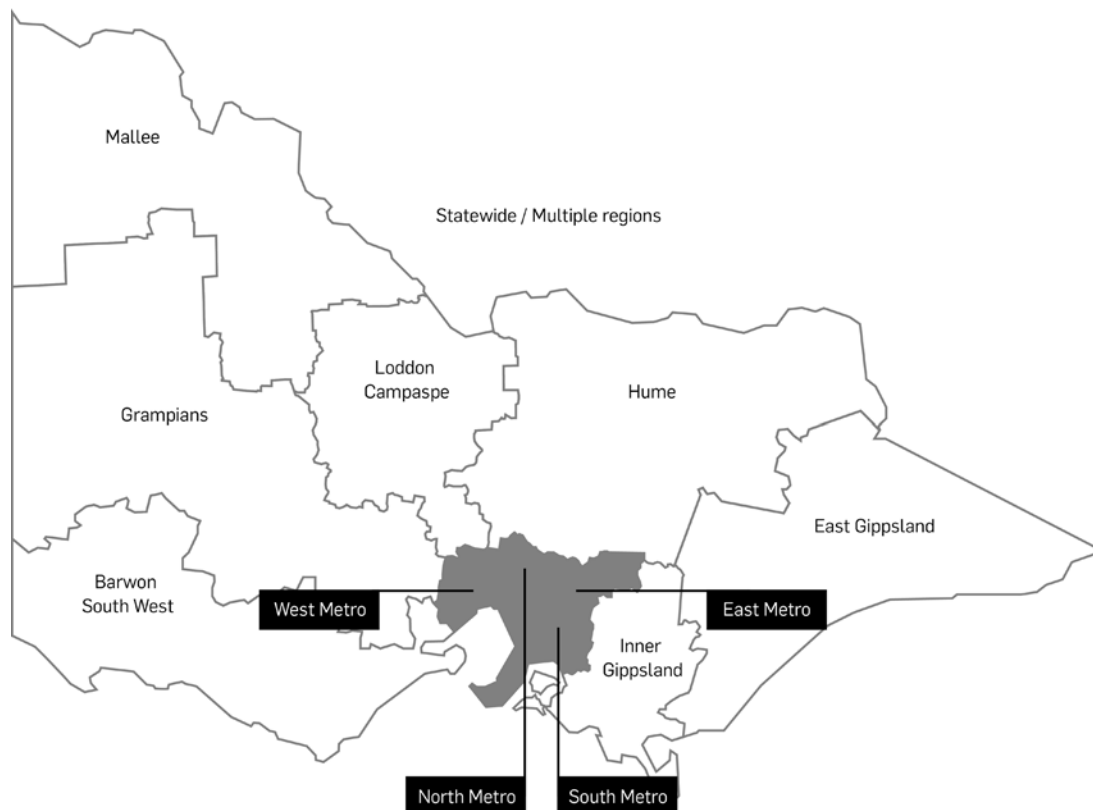 Mallee
Statewide / Multiple regions
Loddon
Campaspe
Hume
Grampians
East Gippsland
Barwon
South West
West Metro
East Metro
Inner
Gippsland
North Metro
South Metro